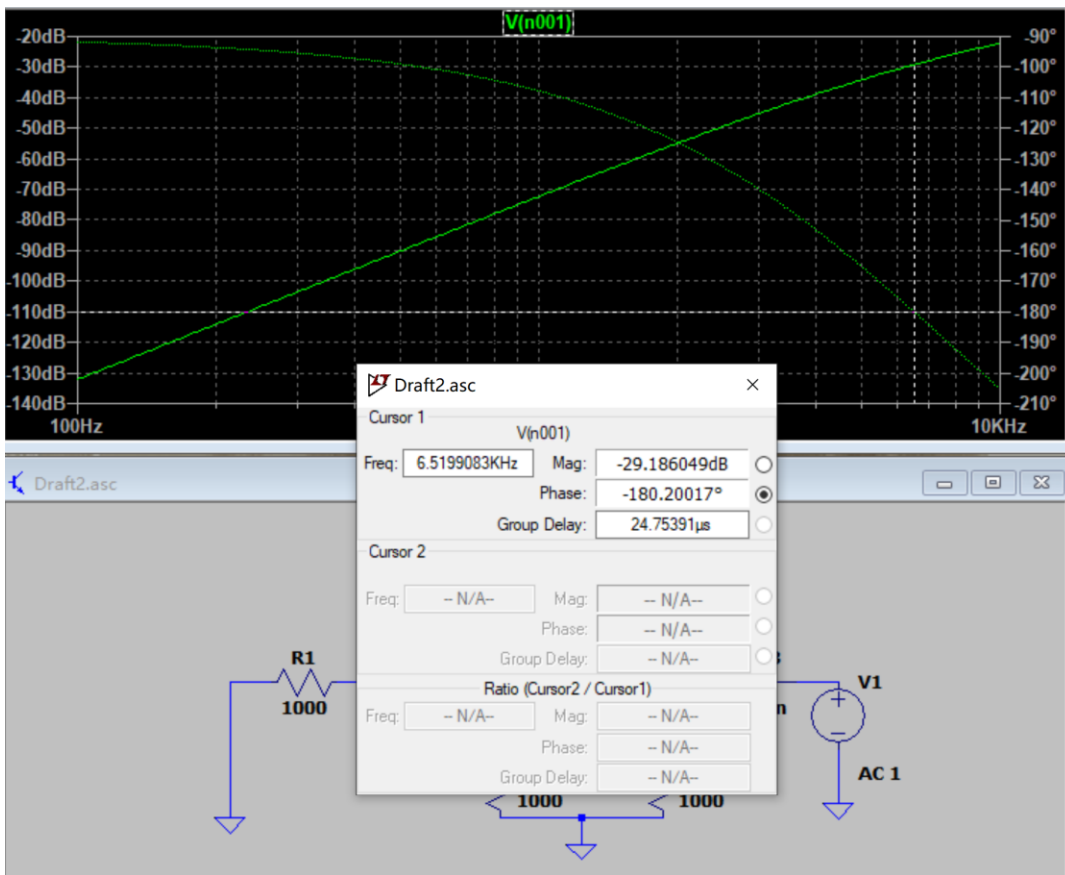 V(n001)
-20dB -90°
-30dB -100°
-40dB -110°
-50dB -120°
-60dB -130°
-70dB -140°
-80dB -150°
-90dB -160°
-100dB -170°
-110dB -180°
-120dB -190°
-130dB -200°
-140dB -210°
100Hz 10KHz
Draft2.asc
Cursor 1
V(n001)
Freq: 6.5199083KHz Mag: -29.186049dB
Phase: -180.20017°
Group Delay: 24.75391µs
Cursor 2
Freq: -- N/A-- Mag: -- N/A--
Phase: -- N/A--
Group Delay: -- N/A--
Ratio (Cursor2 / Cursor1)
Freq: -- N/A-- Mag: -- N/A--
Phase: -- N/A--
Group Delay: -- N/A--
Draft2.asc
R1
1000
V1
n
AC 1
1000 1000